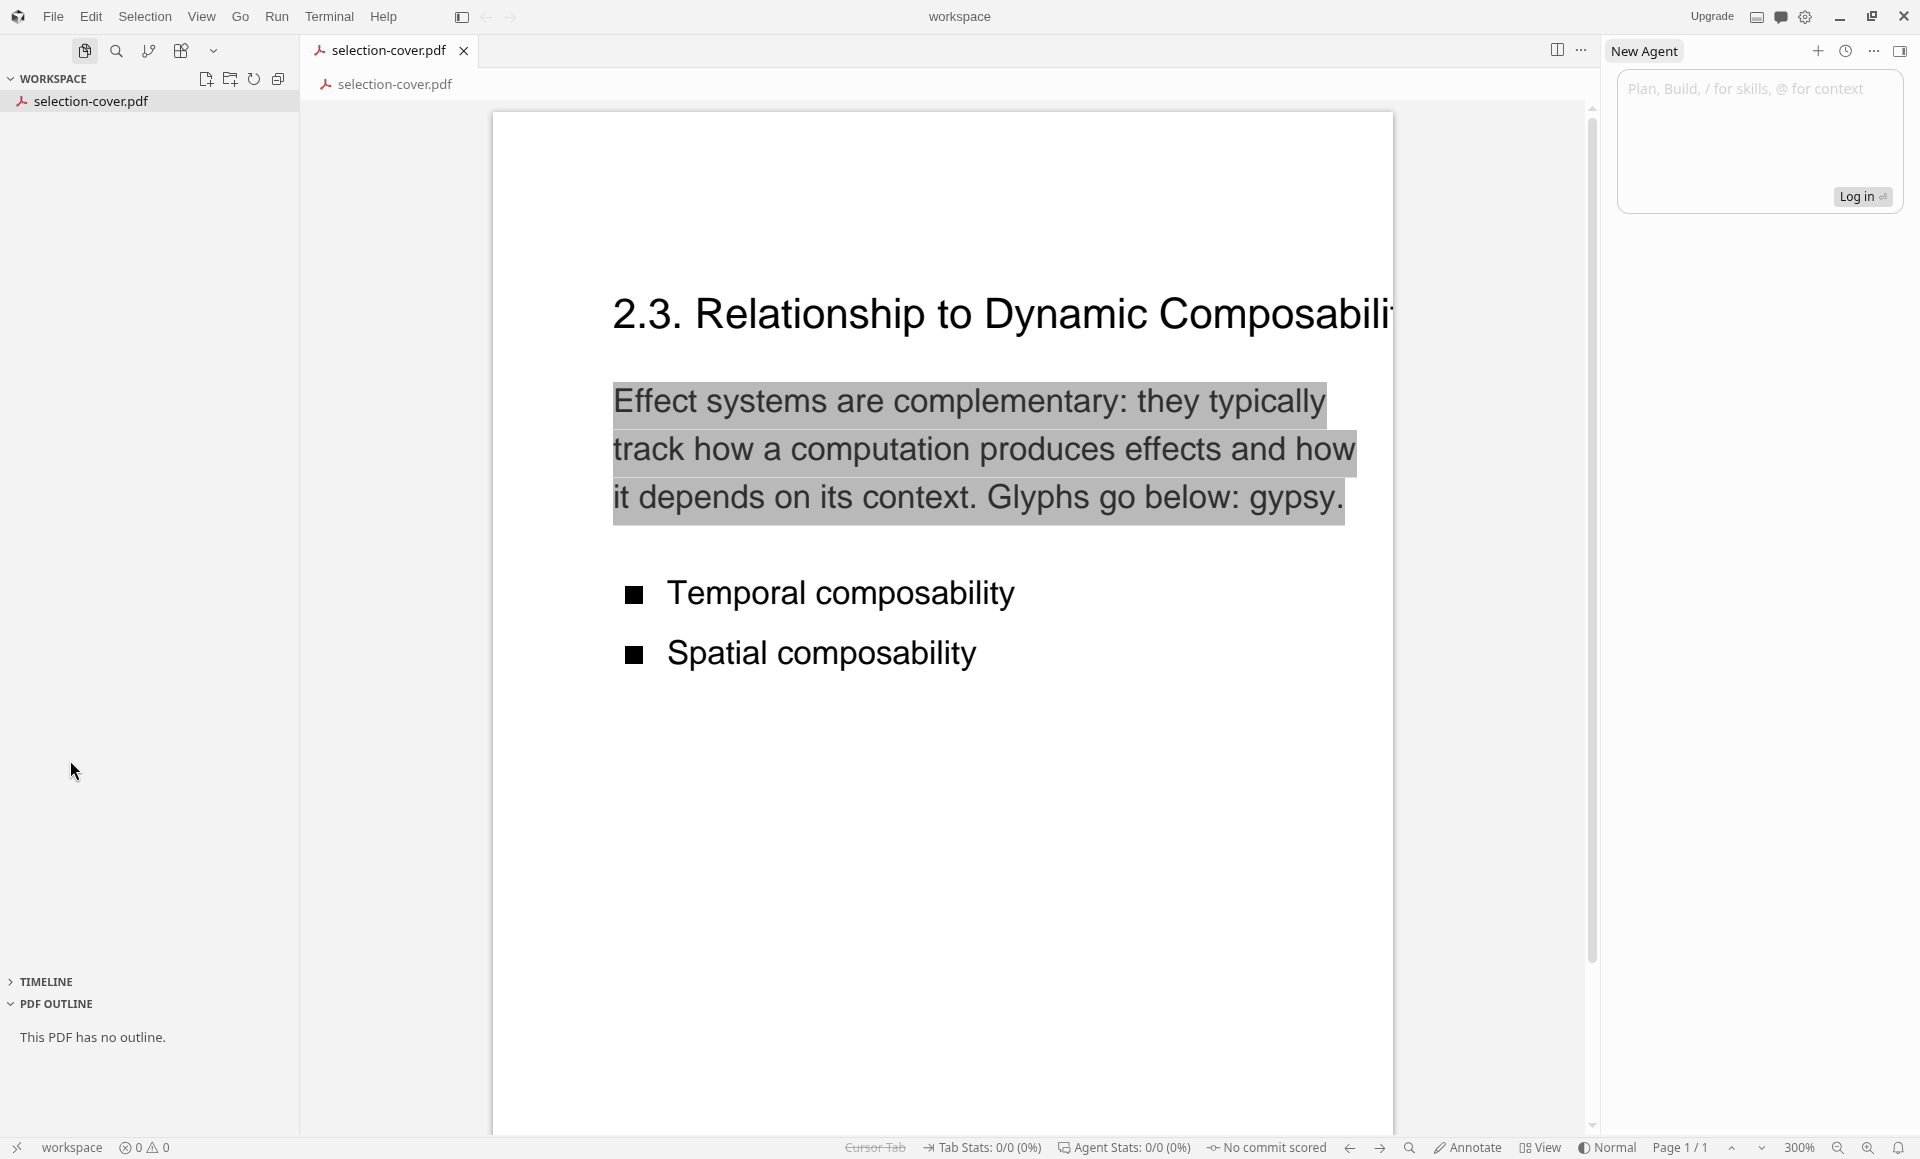 File Edit Selection View Go Run Terminal Help
workspace
Upgrade
selection-cover.pdf
New Agent
WORKSPACE
selection-cover.pdf
selection-cover.pdf
Plan, Build, / for skills, @ for context
Log in
2.3. Relationship to Dynamic Composabilit
Effect systems are complementary: they typically
track how a computation produces effects and how
it depends on its context. Glyphs go below: gypsy.
Temporal composability
Spatial composability
TIMELINE
PDF OUTLINE
This PDF has no outline.
workspace 0 0 Cursor Tab Tab Stats: 0/0 (0%) Agent Stats: 0/0 (0%) No commit scored Annotate View Normal Page 1 / 1 300%